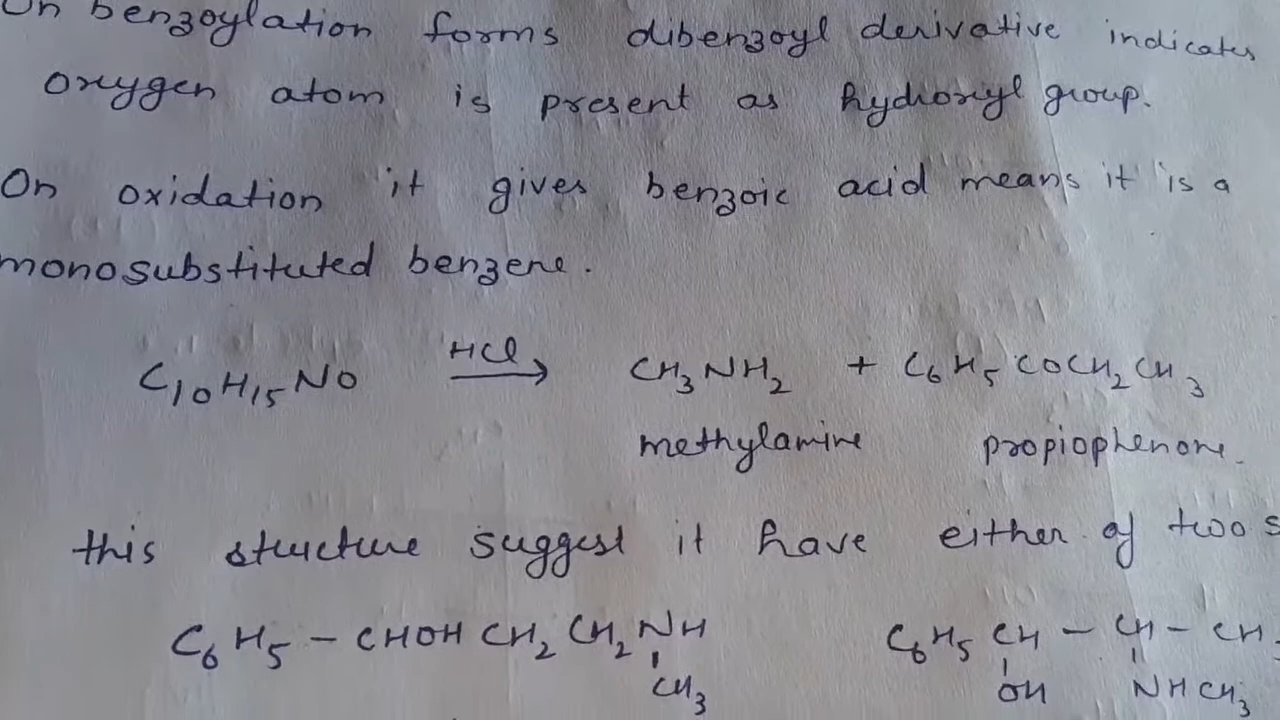 On benzoylation forms dibenzoyl derivative indicates
oxygen atom is present as hydroxyl group.
On oxidation it gives benzoic acid means it is a
monosubstituted benzene.
C10H15NO HCl → CH3NH2 + C6H5COCH2CH3
methylamine propiophenone.
this structure suggest it have either of two
C6H5 - CHOH CH2 CH2 NH C6H5 CH - CH - CH
CH3 OH NHCH3